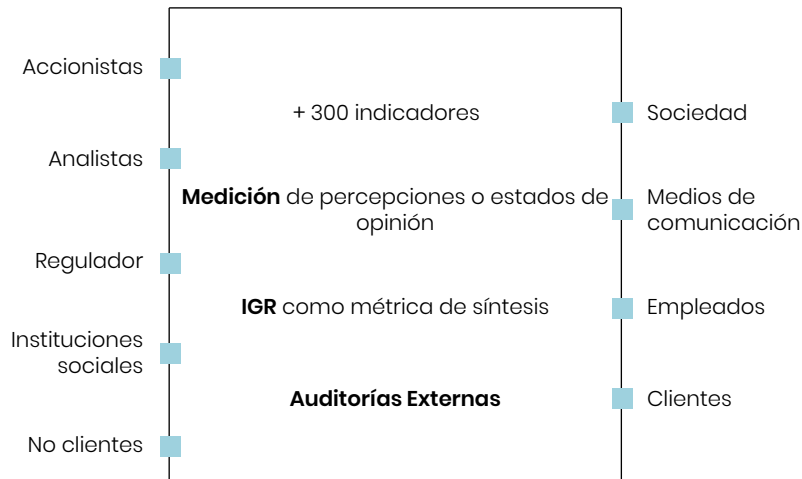 Accionistas
Analistas
Regulador
Instituciones
sociales
No clientes
+ 300 indicadores
Medición de percepciones o estados de
opinión
IGR como métrica de síntesis
Auditorías Externas
Sociedad
Medios de
comunicación
Empleados
Clientes